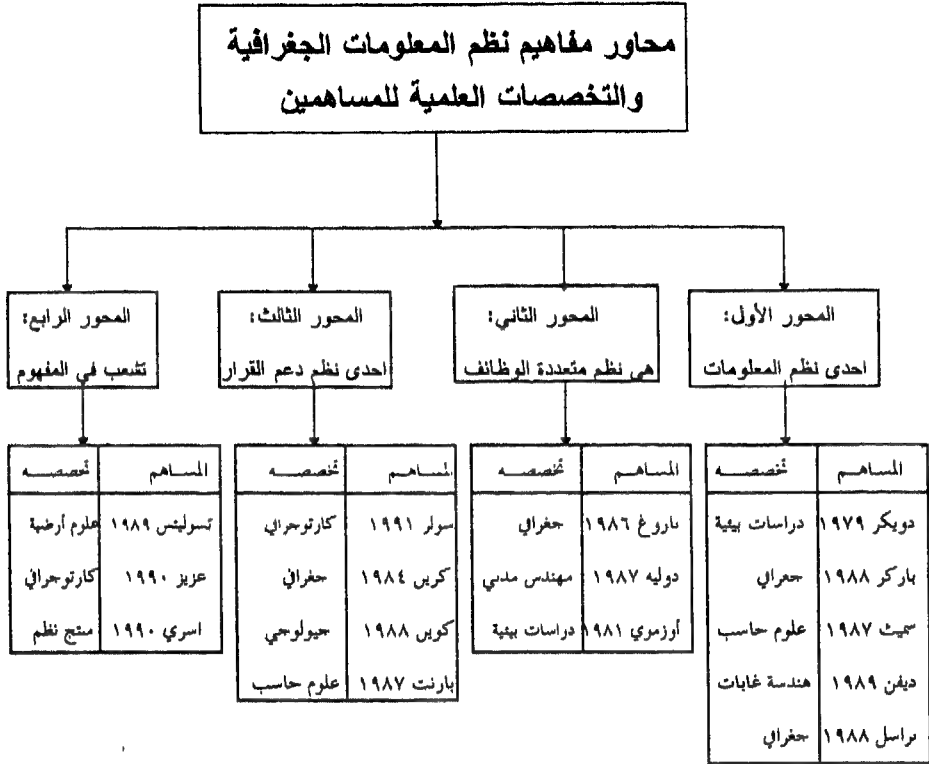 محاور مفاهيم نظم المعلومات الجغرافية
والتخصصات العلمية للمساهمين
المحور الأول:
احدى نظم المعلومات
المساهم تخصصه
دويكر ١٩٧٩ دراسات بيئية
باركر ١٩٨٨ جغرافي
سميث ١٩٨٧ علوم حاسب
ديفن ١٩٨٩ هندسة غابات
براسل ١٩٨٨ جغرافي
المحور الثاني:
هي نظم متعددة الوظائف
المساهم تخصصه
باروغ ١٩٨٦ جغرافي
دوليه ١٩٨٧ مهندس مدني
أوزموي ١٩٨١ دراسات بيئية
المحور الثالث:
احدى نظم دعم القرار
المساهم تخصصه
سولر ١٩٩١ كارتوجرافي
كرين ١٩٨٤ جغرافي
كوين ١٩٨٨ جيولوجي
بارنت ١٩٨٧ علوم حاسب
المحور الرابع:
تشعب في المفهوم
المساهم تخصصه
تسوليتس ١٩٨٩ علوم أرضية
عزيز ١٩٩٠ كارتوجرافي
اسري ١٩٩٠ منتج نظم